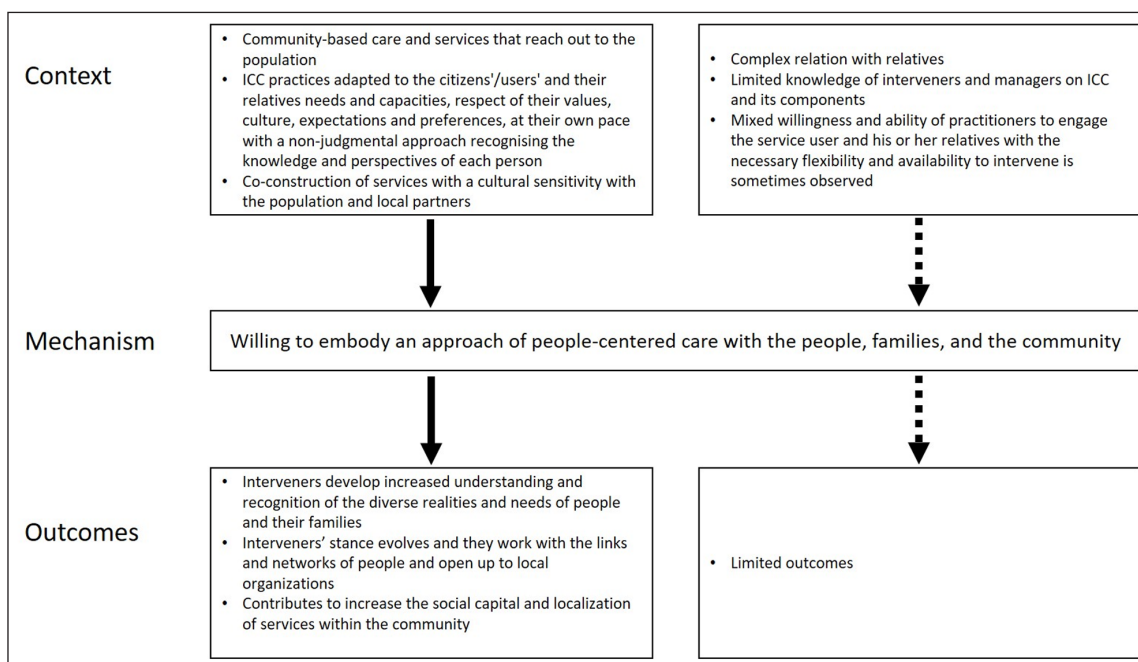 Context
• Community-based care and services that reach out to the
population
• ICC practices adapted to the citizens'/users' and their
relatives needs and capacities, respect of their values,
culture, expectations and preferences, at their own pace
with a non-judgmental approach recognising the
knowledge and perspectives of each person
• Co-construction of services with a cultural sensitivity with
the population and local partners
• Complex relation with relatives
• Limited knowledge of interveners and managers on ICC
and its components
• Mixed willingness and ability of practitioners to engage
the service user and his or her relatives with the
necessary flexibility and availability to intervene is
sometimes observed
Mechanism
Willing to embody an approach of people-centered care with the people, families, and the community
Outcomes
• Interveners develop increased understanding and
recognition of the diverse realities and needs of people
and their families
• Interveners’ stance evolves and they work with the links
and networks of people and open up to local
organizations
• Contributes to increase the social capital and localization
of services within the community
• Limited outcomes